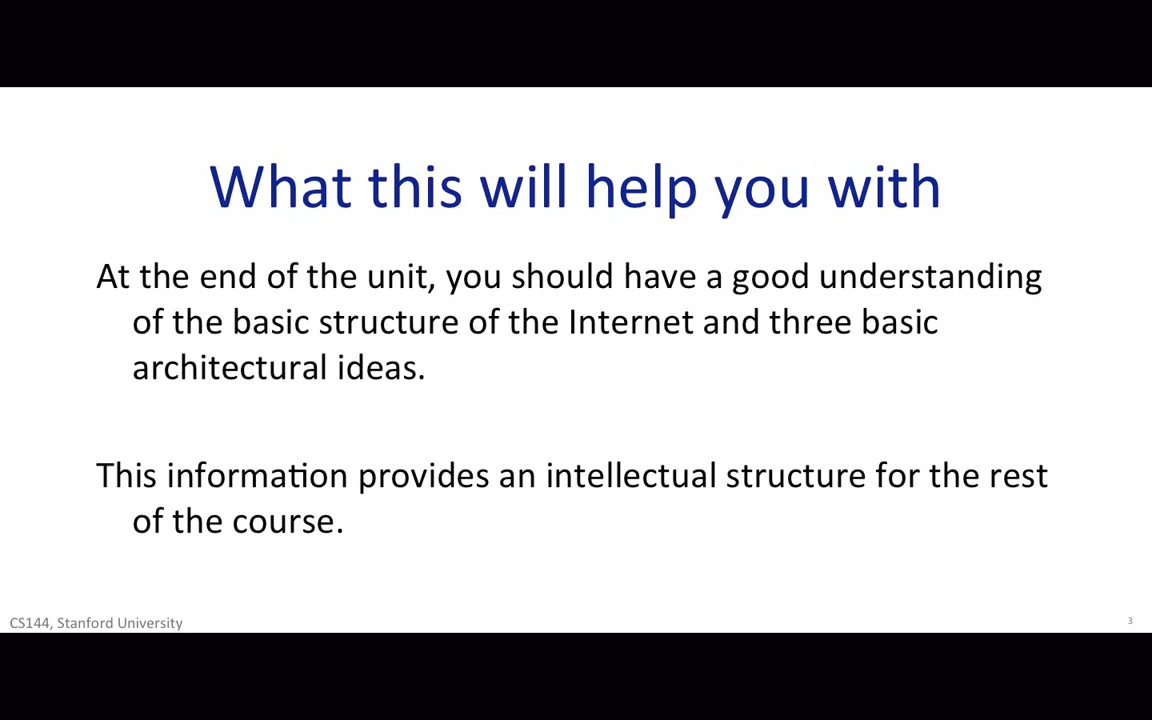 What this will help you with
At the end of the unit, you should have a good understanding
of the basic structure of the Internet and three basic
architectural ideas.
This information provides an intellectual structure for the rest
of the course.
CS144, Stanford University
3